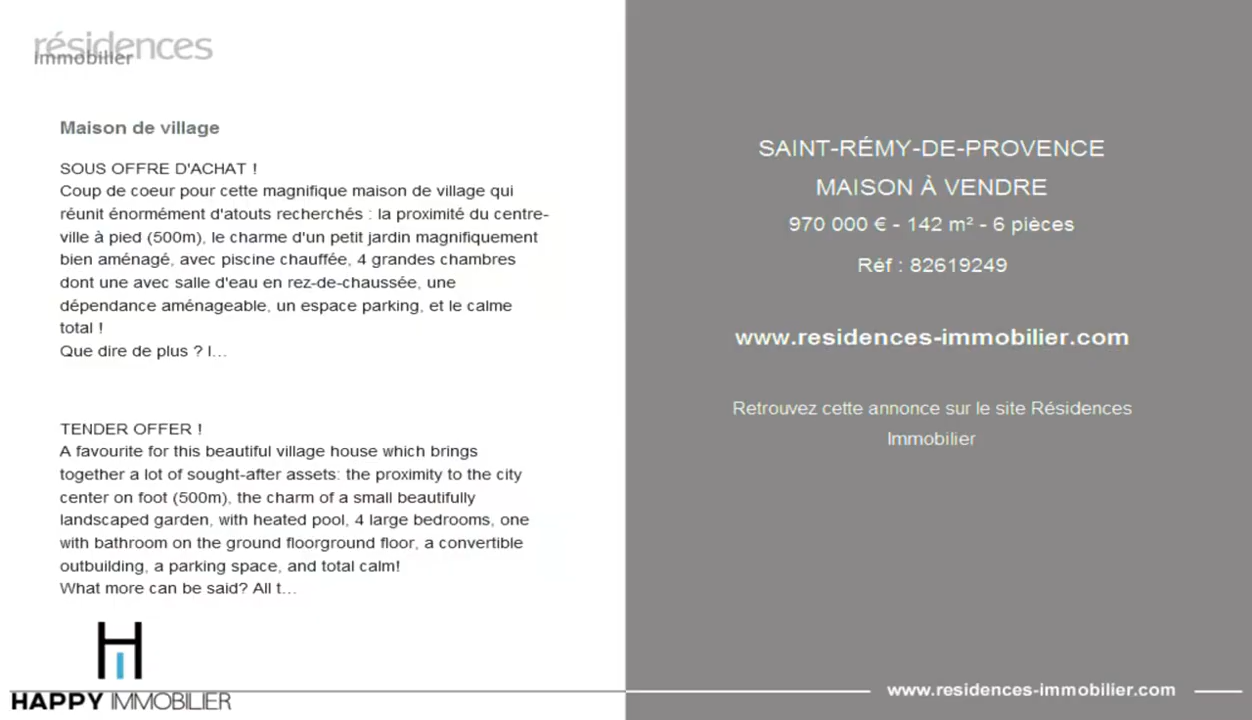 résidences
Immobilier
Maison de village
SOUS OFFRE D'ACHAT !
Coup de coeur pour cette magnifique maison de village qui
réunit énormément d'atouts recherchés : la proximité du centre-
ville à pied (500m), le charme d'un petit jardin magnifiquement
bien aménagé, avec piscine chauffée, 4 grandes chambres
dont une avec salle d'eau en rez-de-chaussée, une
dépendance aménageable, un espace parking, et le calme
total !
Que dire de plus ? I...
TENDER OFFER !
A favourite for this beautiful village house which brings
together a lot of sought-after assets: the proximity to the city
center on foot (500m), the charm of a small beautifully
landscaped garden, with heated pool, 4 large bedrooms, one
with bathroom on the ground floorground floor, a convertible
outbuilding, a parking space, and total calm!
What more can be said? All t...
HAPPY IMMOBILIER
SAINT-RÉMY-DE-PROVENCE
MAISON À VENDRE
970 000 € - 142 m² - 6 pièces
Réf : 82619249
www.residences-immobilier.com
Retrouvez cette annonce sur le site Résidences
Immobilier
www.residences-immobilier.com